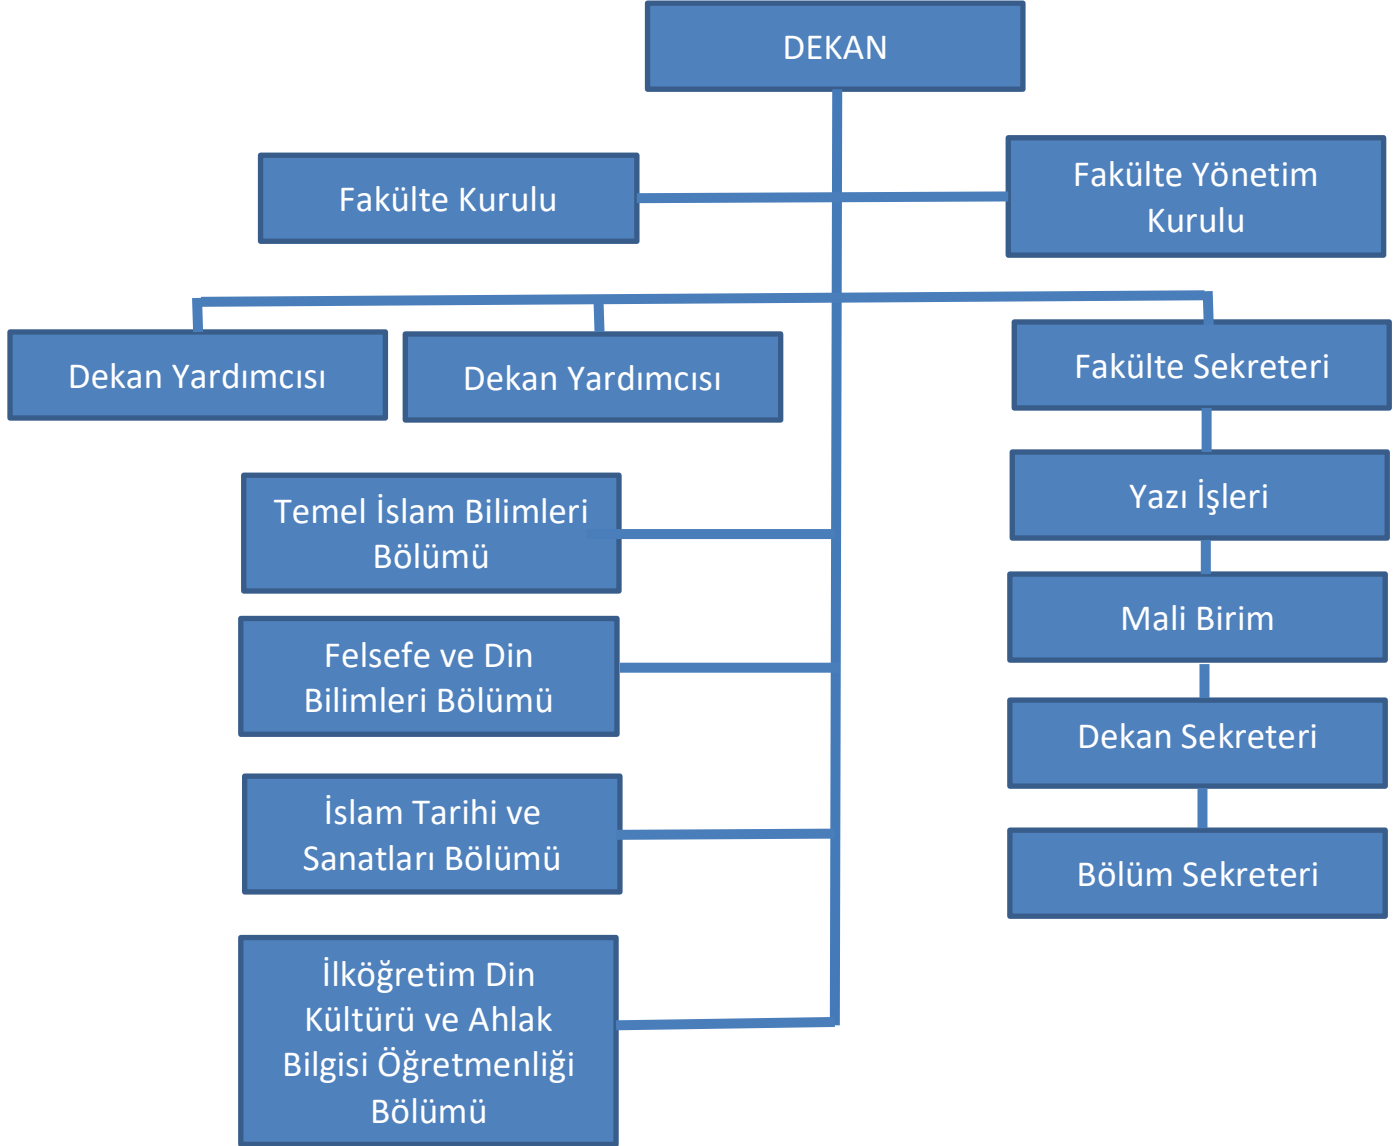 DEKAN
Fakülte Kurulu
Fakülte Yönetim
Kurulu
Dekan Yardımcısı
Dekan Yardımcısı
Fakülte Sekreteri
Temel İslam Bilimleri
Bölümü
Yazı İşleri
Felsefe ve Din
Bilimleri Bölümü
Mali Birim
Dekan Sekreteri
İslam Tarihi ve
Sanatları Bölümü
Bölüm Sekreteri
İlköğretim Din
Kültürü ve Ahlak
Bilgisi Öğretmenliği
Bölümü